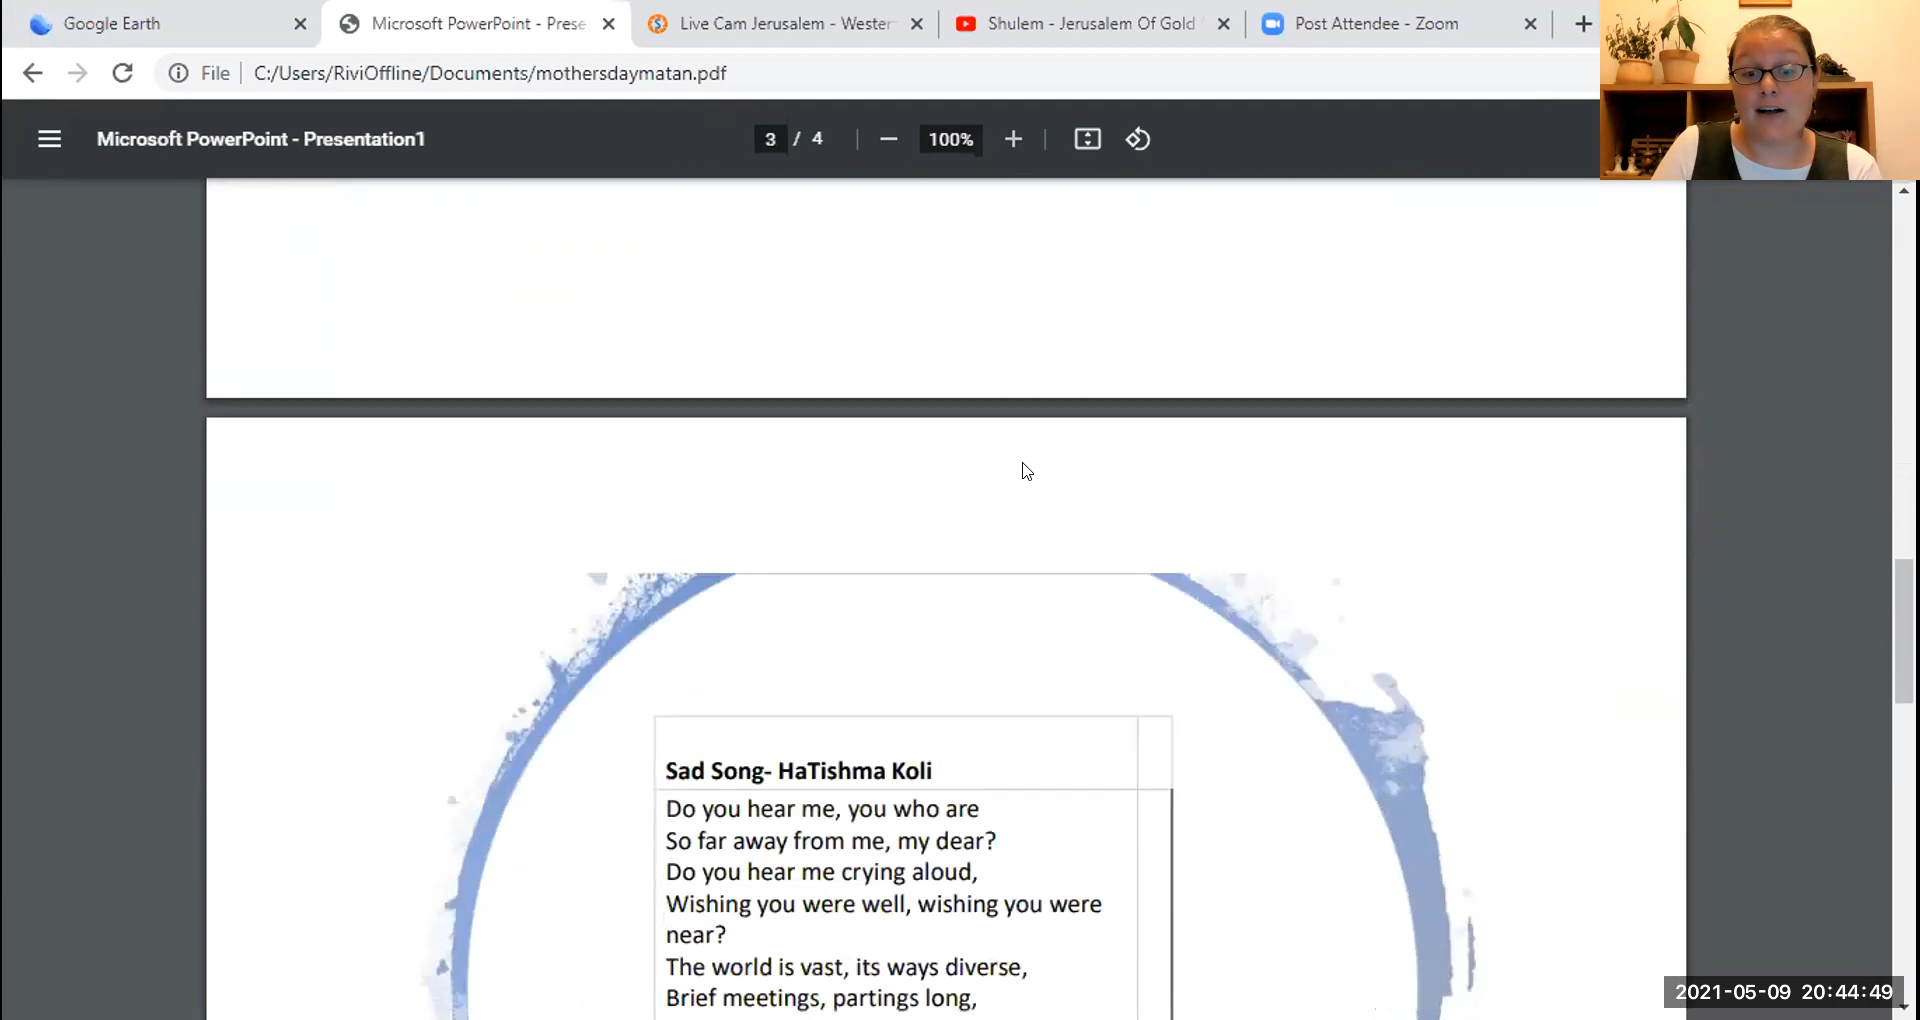 Google Earth
Microsoft PowerPoint - Prese
Live Cam Jerusalem - Wester
Shulem - Jerusalem Of Gold
Post Attendee - Zoom
File
C:/Users/RiviOffline/Documents/mothersdaymatan.pdf
Microsoft PowerPoint - Presentation1
3 / 4
100%
Sad Song- HaTishma Koli
Do you hear me, you who are
So far away from me, my dear?
Do you hear me crying aloud,
Wishing you were well, wishing you were
near?
The world is vast, its ways diverse,
Brief meetings, partings long,
2021-05-09 20:44:49